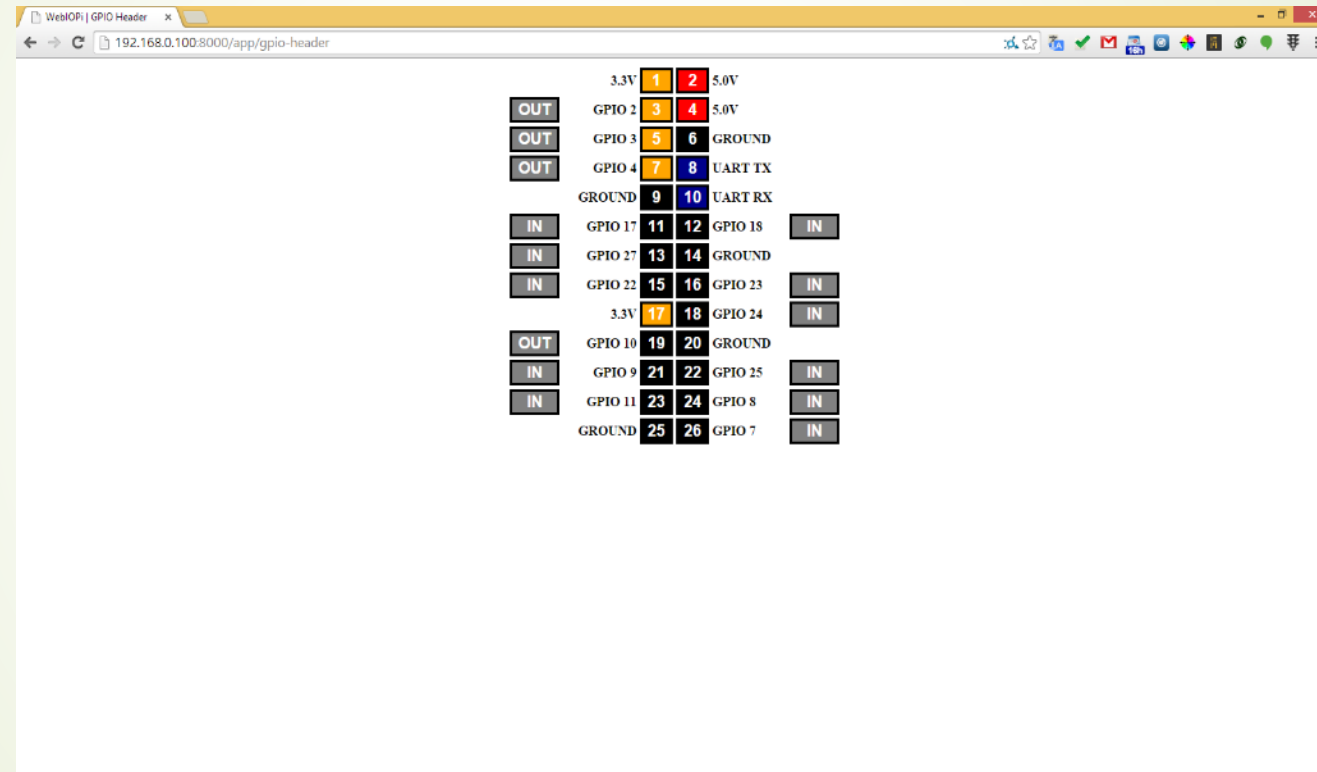 WebIOPi | GPIO Header
192.168.0.100:8000/app/gpio-header
16h
3.3V 1 2 5.0V
OUT GPIO 2 3 4 5.0V
OUT GPIO 3 5 6 GROUND
OUT GPIO 4 7 8 UART TX
GROUND 9 10 UART RX
IN GPIO 17 11 12 GPIO 18 IN
IN GPIO 27 13 14 GROUND
IN GPIO 22 15 16 GPIO 23 IN
3.3V 17 18 GPIO 24 IN
OUT GPIO 10 19 20 GROUND
IN GPIO 9 21 22 GPIO 25 IN
IN GPIO 11 23 24 GPIO 8 IN
GROUND 25 26 GPIO 7 IN